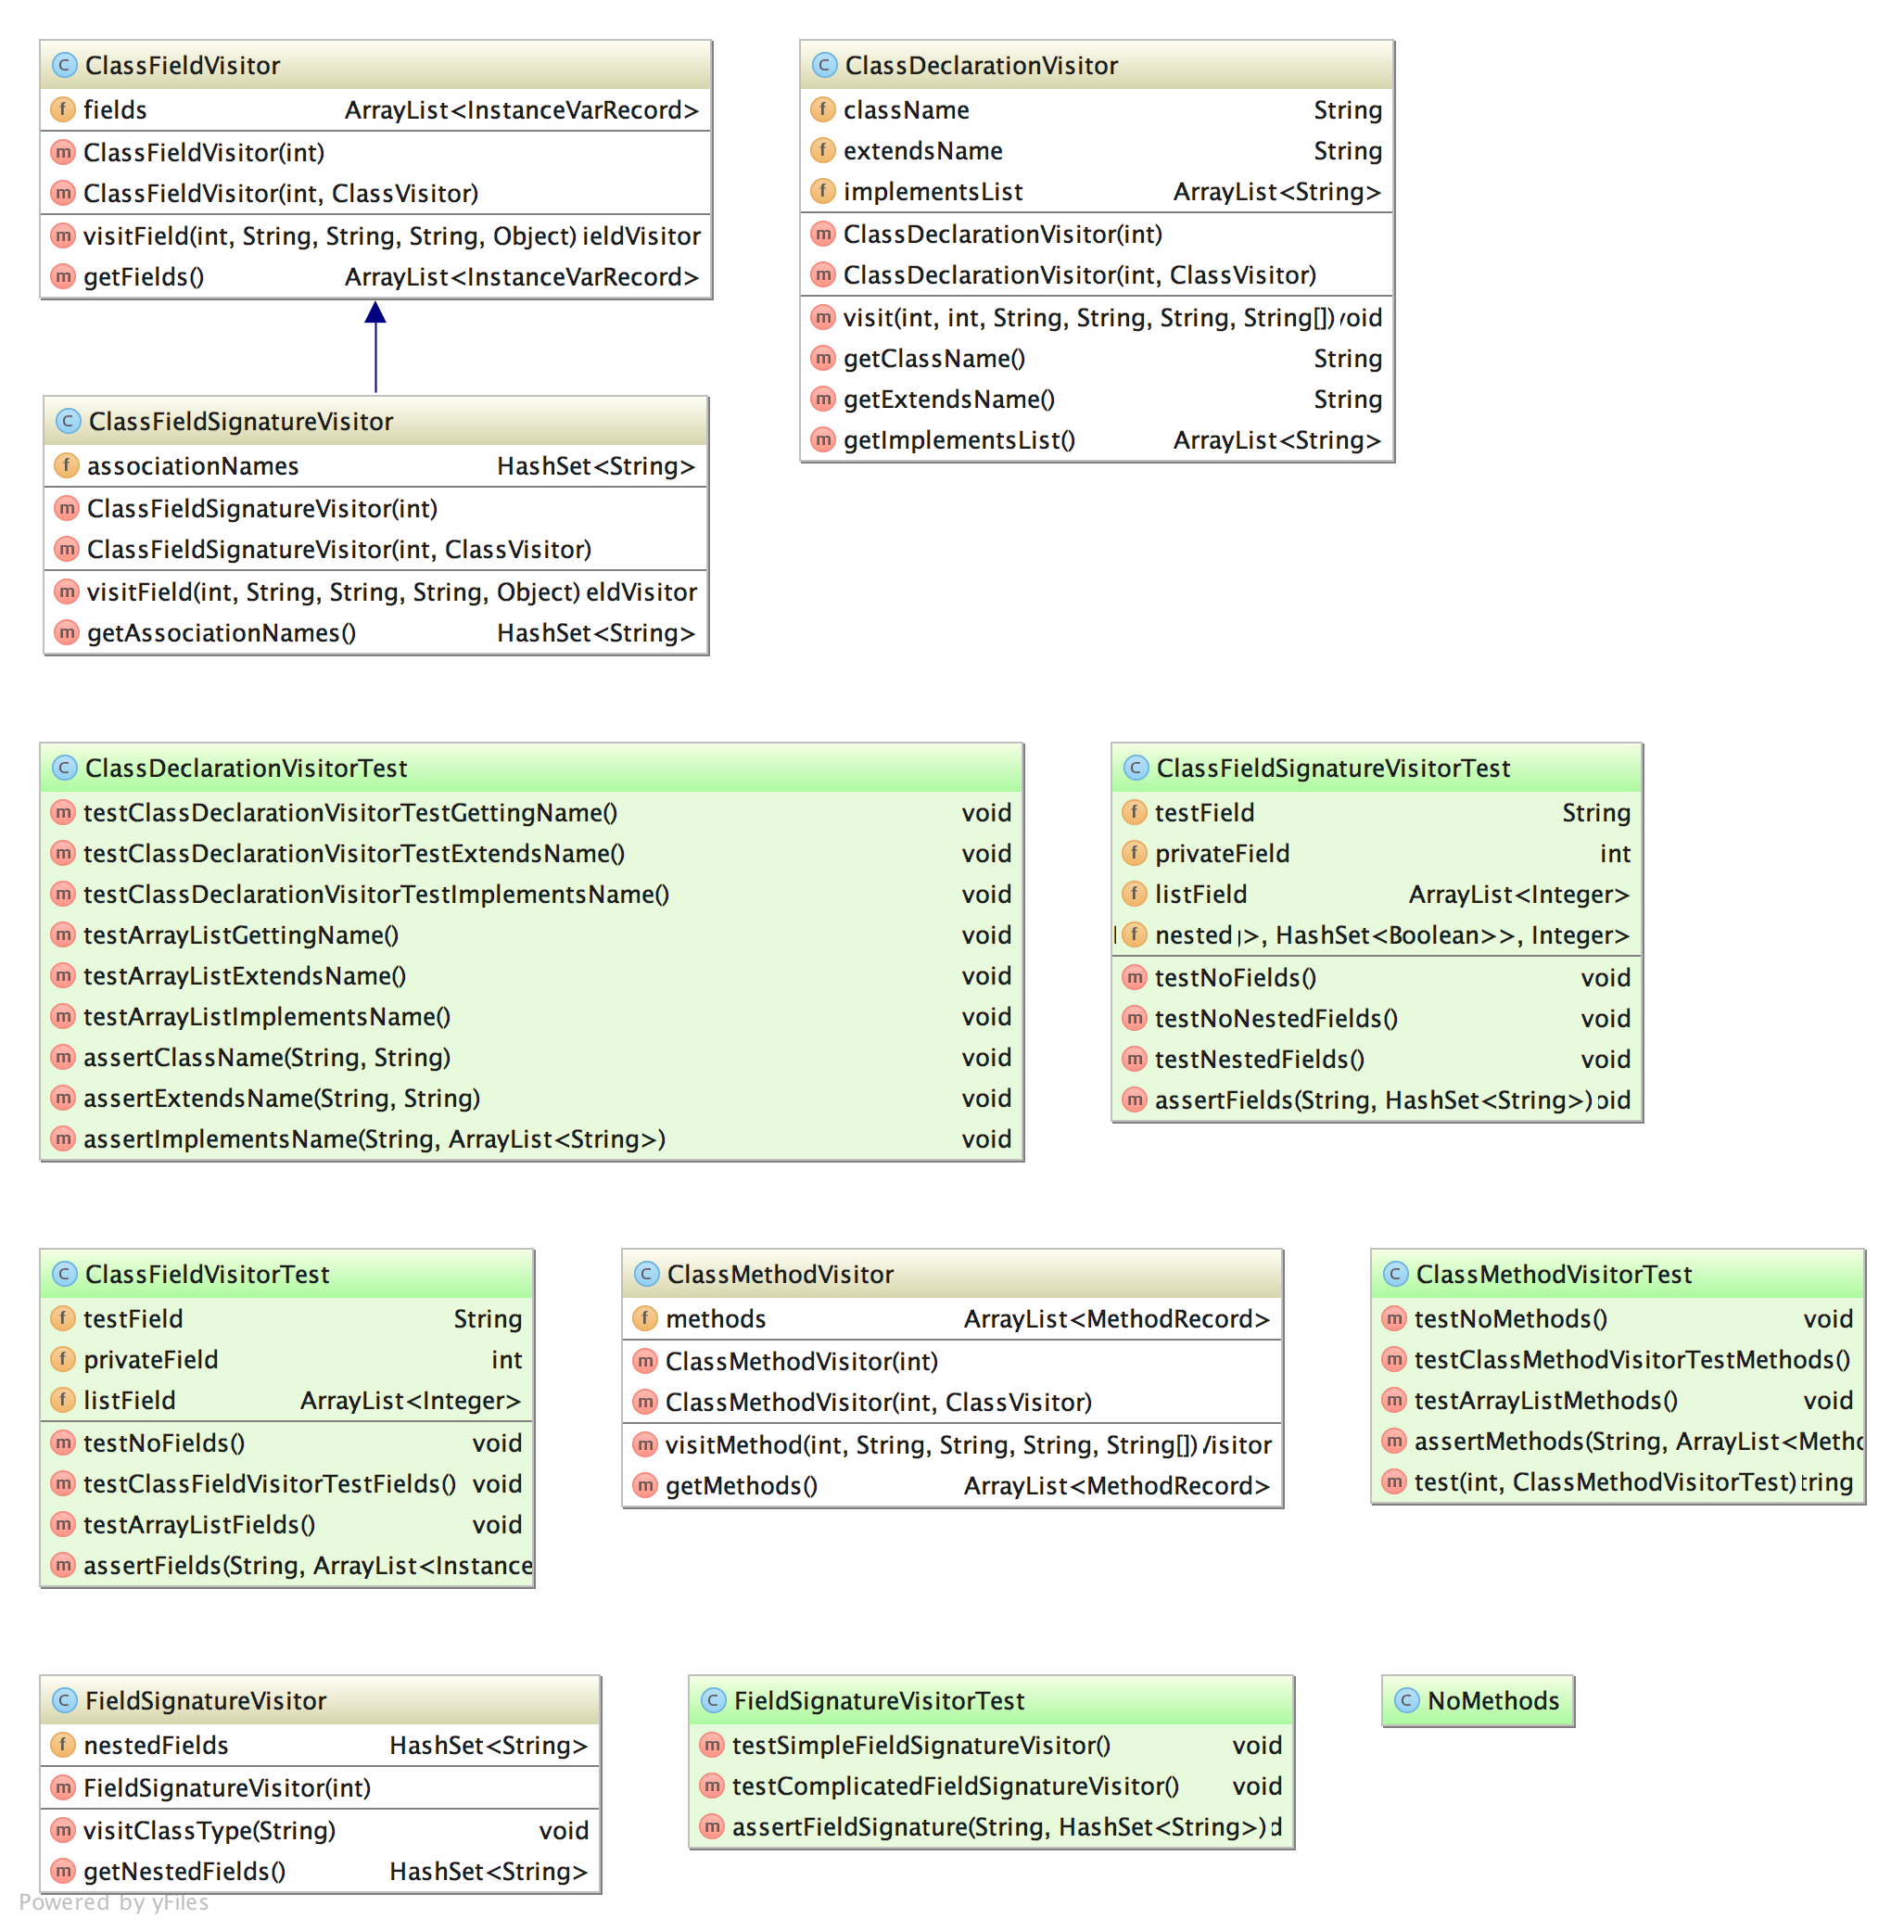 ClassFieldVisitor
fields ArrayList<InstanceVarRecord>
ClassFieldVisitor(int)
ClassFieldVisitor(int, ClassVisitor)
visitField(int, String, String, String, Object) ieldVisitor
getFields() ArrayList<InstanceVarRecord>
ClassDeclarationVisitor
className String
extendsName String
implementsList ArrayList<String>
ClassDeclarationVisitor(int)
ClassDeclarationVisitor(int, ClassVisitor)
visit(int, int, String, String, String, String[]) void
getClassName() String
getExtendsName() String
getImplementsList() ArrayList<String>
ClassFieldSignatureVisitor
associationNames HashSet<String>
ClassFieldSignatureVisitor(int)
ClassFieldSignatureVisitor(int, ClassVisitor)
visitField(int, String, String, String, Object) eldVisitor
getAssociationNames() HashSet<String>
ClassDeclarationVisitorTest
testClassDeclarationVisitorTestGettingName() void
testClassDeclarationVisitorTestExtendsName() void
testClassDeclarationVisitorTestImplementsName() void
testArrayListGettingName() void
testArrayListExtendsName() void
testArrayListImplementsName() void
assertClassName(String, String) void
assertExtendsName(String, String) void
assertImplementsName(String, ArrayList<String>) void
ClassFieldSignatureVisitorTest
testField String
privateField int
listField ArrayList<Integer>
nested >, HashSet<Boolean>>, Integer>
testNoFields() void
testNoNestedFields() void
testNestedFields() void
assertFields(String, HashSet<String>) oid
ClassFieldVisitorTest
testField String
privateField int
listField ArrayList<Integer>
testNoFields() void
testClassFieldVisitorTestFields() void
testArrayListFields() void
assertFields(String, ArrayList<Instance
ClassMethodVisitor
methods ArrayList<MethodRecord>
ClassMethodVisitor(int)
ClassMethodVisitor(int, ClassVisitor)
visitMethod(int, String, String, String, String[]) Visitor
getMethods() ArrayList<MethodRecord>
ClassMethodVisitorTest
testNoMethods() void
testClassMethodVisitorTestMethods()
testArrayListMethods() void
assertMethods(String, ArrayList<Metho
test(int, ClassMethodVisitorTest) tring
FieldSignatureVisitor
nestedFields HashSet<String>
FieldSignatureVisitor(int)
visitClassType(String) void
getNestedFields() HashSet<String>
FieldSignatureVisitorTest
testSimpleFieldSignatureVisitor() void
testComplicatedFieldSignatureVisitor() void
assertFieldSignature(String, HashSet<String>) d
NoMethods
Powered by yFiles